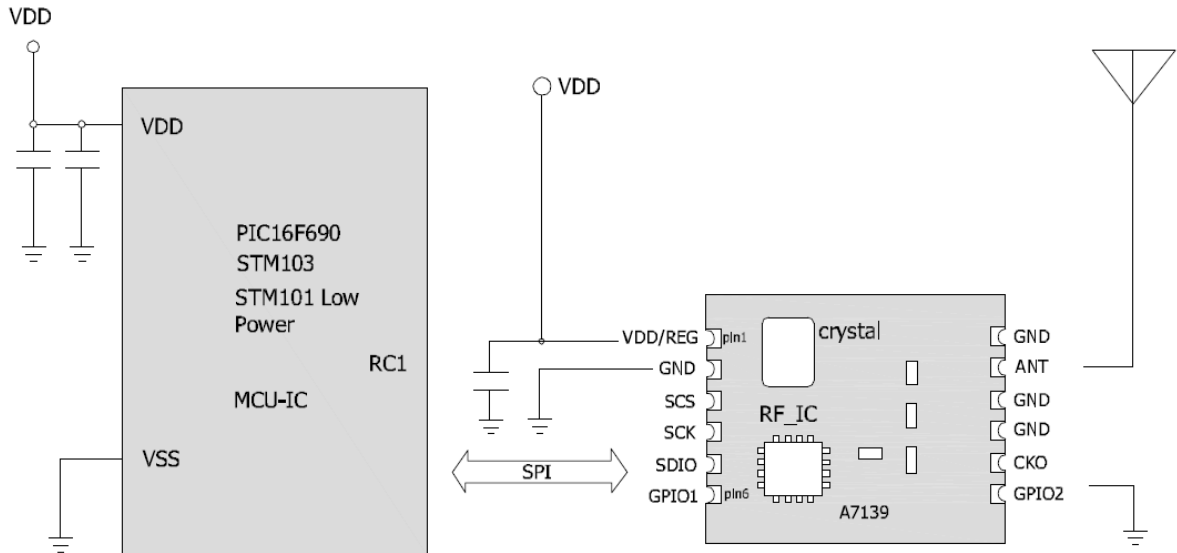 VDD
VDD
VDD
PIC16F690
STM103
STM101 Low
Power
RC1
MCU-IC
VSS
SPI
VDD/REG
GND
SCS
SCK
SDIO
GPIO1
pin1
crystal
RF_IC
pin6
A7139
GND
ANT
GND
GND
CKO
GPIO2